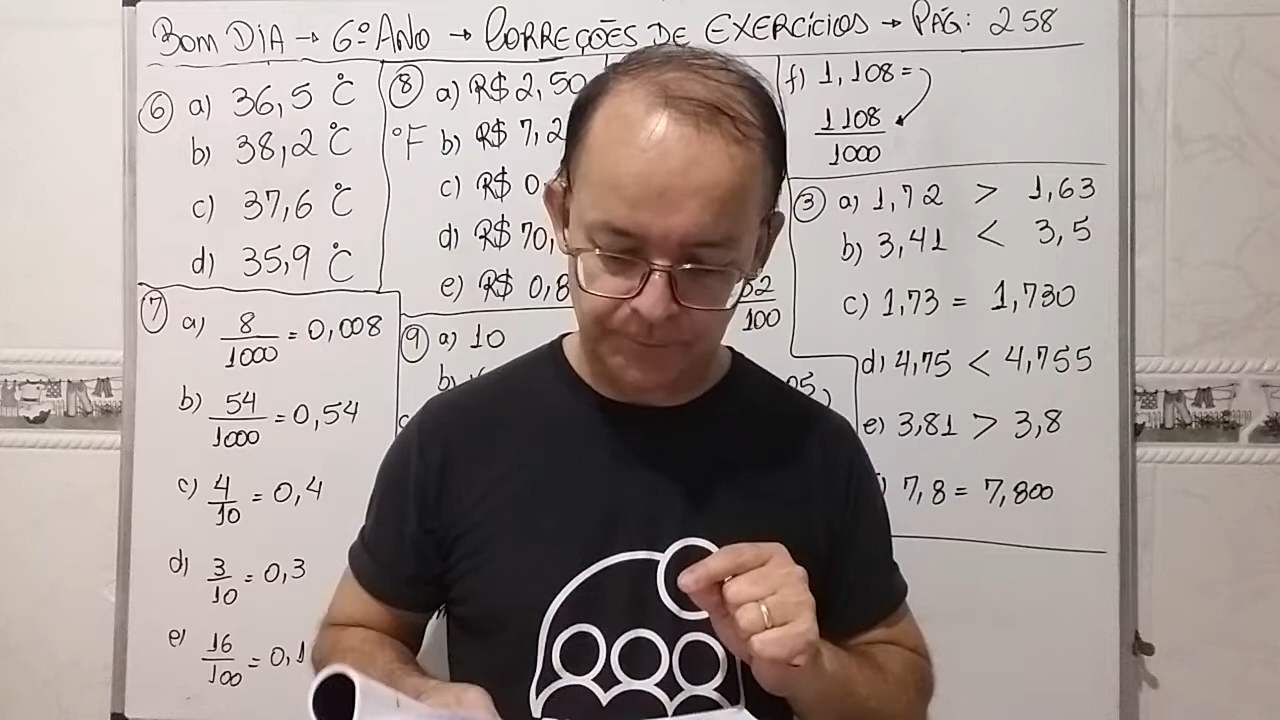 BOM DIA → 6º ANO → CORREÇÕES DE EXERCÍCIOS → PÁG: 258
6 a) 36,5 °C
b) 38,2 °C
c) 37,6 °C
d) 35,9 °C
7 a) 8/1000 = 0,008
b) 54/1000 = 0,54
c) 4/10 = 0,4
d) 3/10 = 0,3
e) 16/100 = 0,1
8 a) R$ 2,50
°F b) R$ 7,2
c) R$ 0
d) R$ 70,
e) R$ 0,8
9 a) 10
b)
52/100
05
f) 1,108 =
1108/1000
3 a) 1,72 > 1,63
b) 3,41 < 3,5
c) 1,73 = 1,730
d) 4,75 < 4,755
e) 3,81 > 3,8
) 7,8 = 7,800